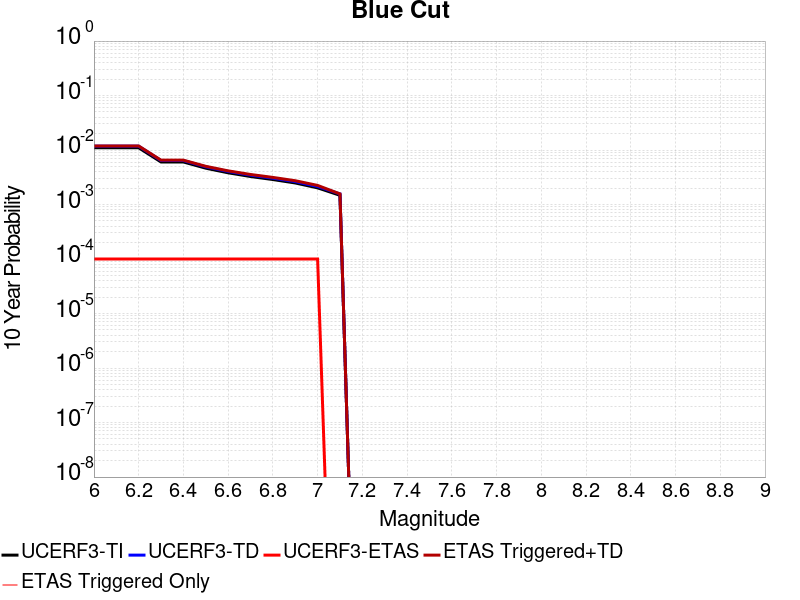 Blue Cut
10 Year Probability
10^0
10^-1
10^-2
10^-3
10^-4
10^-5
10^-6
10^-7
10^-8
6 6.2 6.4 6.6 6.8 7 7.2 7.4 7.6 7.8 8 8.2 8.4 8.6 8.8 9
Magnitude
UCERF3-TI UCERF3-TD UCERF3-ETAS ETAS Triggered+TD
ETAS Triggered Only